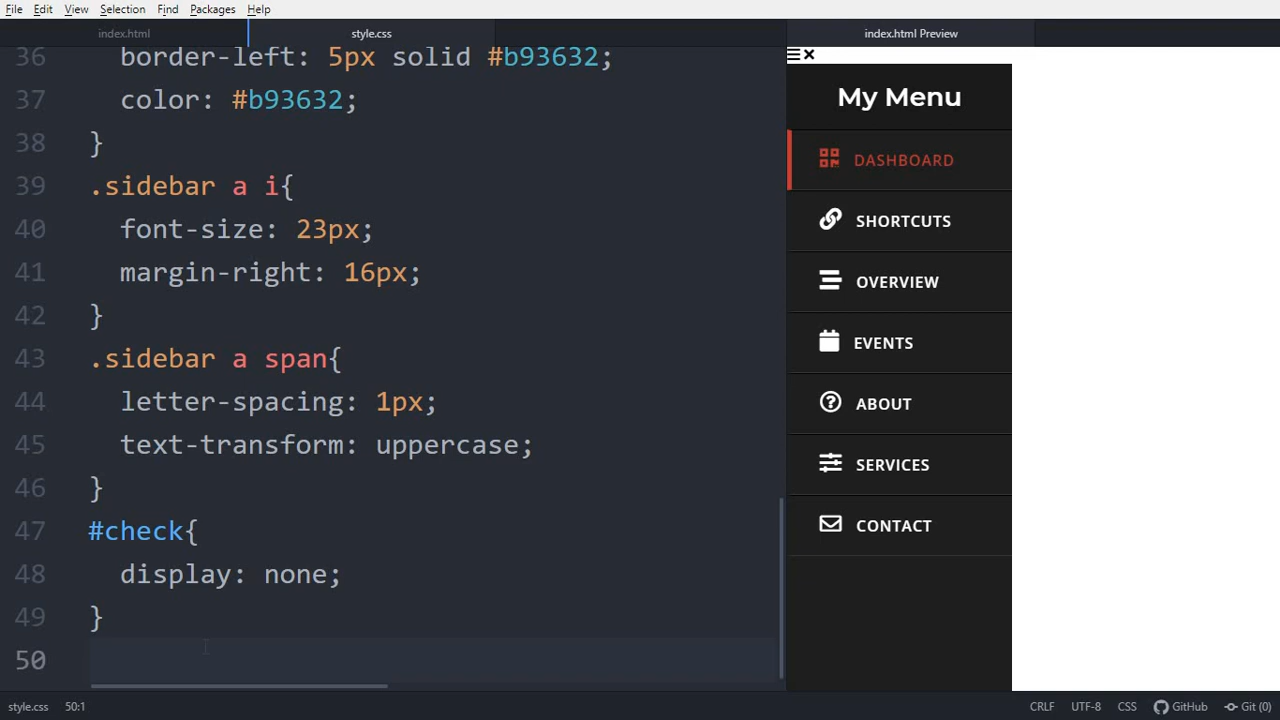 File Edit View Selection Find Packages Help
index.html style.css index.html Preview
36 border-left: 5px solid #b93632;
37 color: #b93632;
38 }
39 .sidebar a i{
40 font-size: 23px;
41 margin-right: 16px;
42 }
43 .sidebar a span{
44 letter-spacing: 1px;
45 text-transform: uppercase;
46 }
47 #check{
48 display: none;
49 }
50
My Menu
DASHBOARD
SHORTCUTS
OVERVIEW
EVENTS
ABOUT
SERVICES
CONTACT
style.css 50:1 CRLF UTF-8 CSS GitHub Git (0)